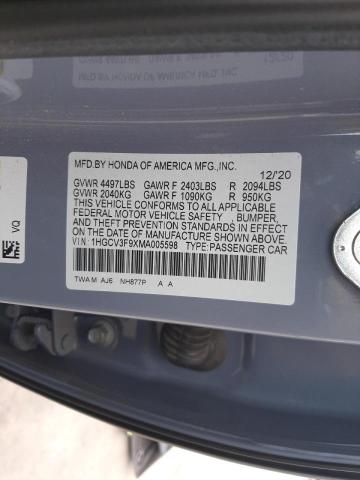 MFD.BY HONDA OF AMERICA MFG.,INC.
12/'20
GVWR 4497LBS GAWR F 2403LBS R 2094LBS
GVWR 2040KG GAWR F 1090KG R 950KG
THIS VEHICLE CONFORMS TO ALL APPLICABLE
FEDERAL MOTOR VEHICLE SAFETY, BUMPER,
AND THEFT PREVENTION STANDARDS IN EFFECT
ON THE DATE OF MANUFACTURE SHOWN ABOVE.
V I N : 1HGCV3F9XMA005598 TYPE:PASSENGER CAR
TWA M AJ6 NH877P A A
VQ